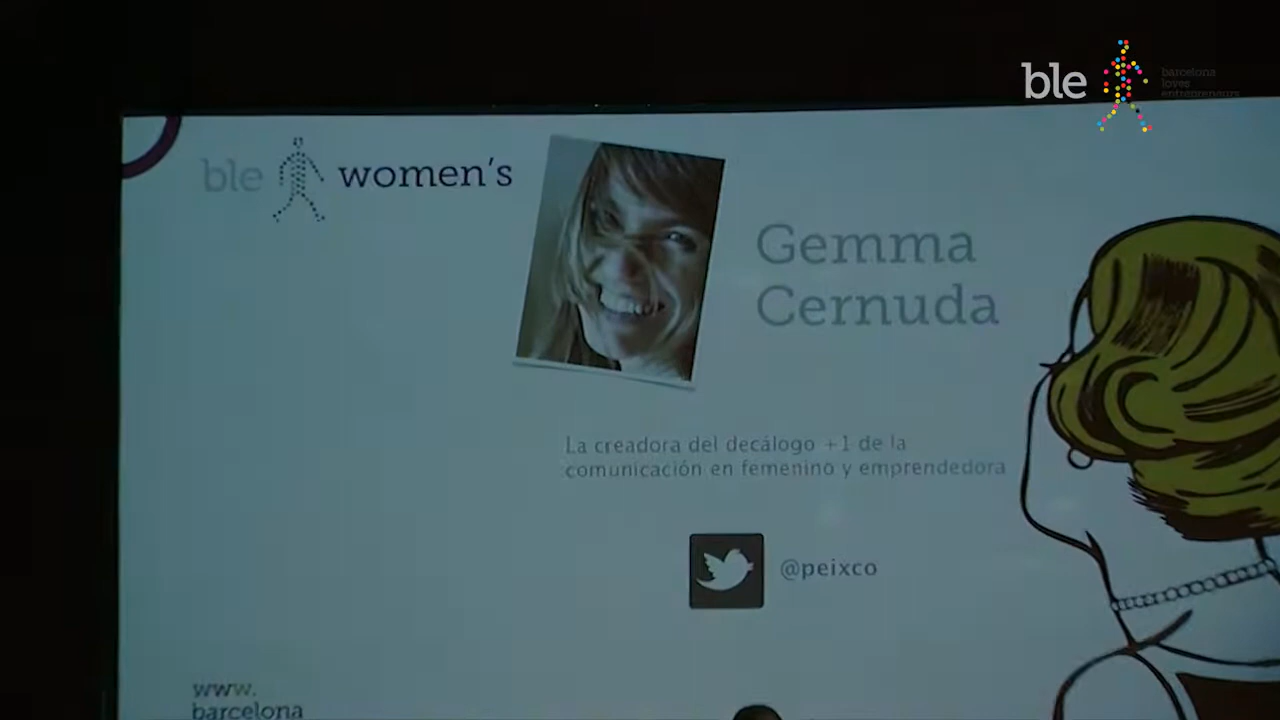 ble
barcelona
loves
entrepreneurs
ble women's
Gemma
Cernuda
La creadora del decálogo +1 de la
comunicación en femenino y emprendedora
@peixco
www.
barcelona